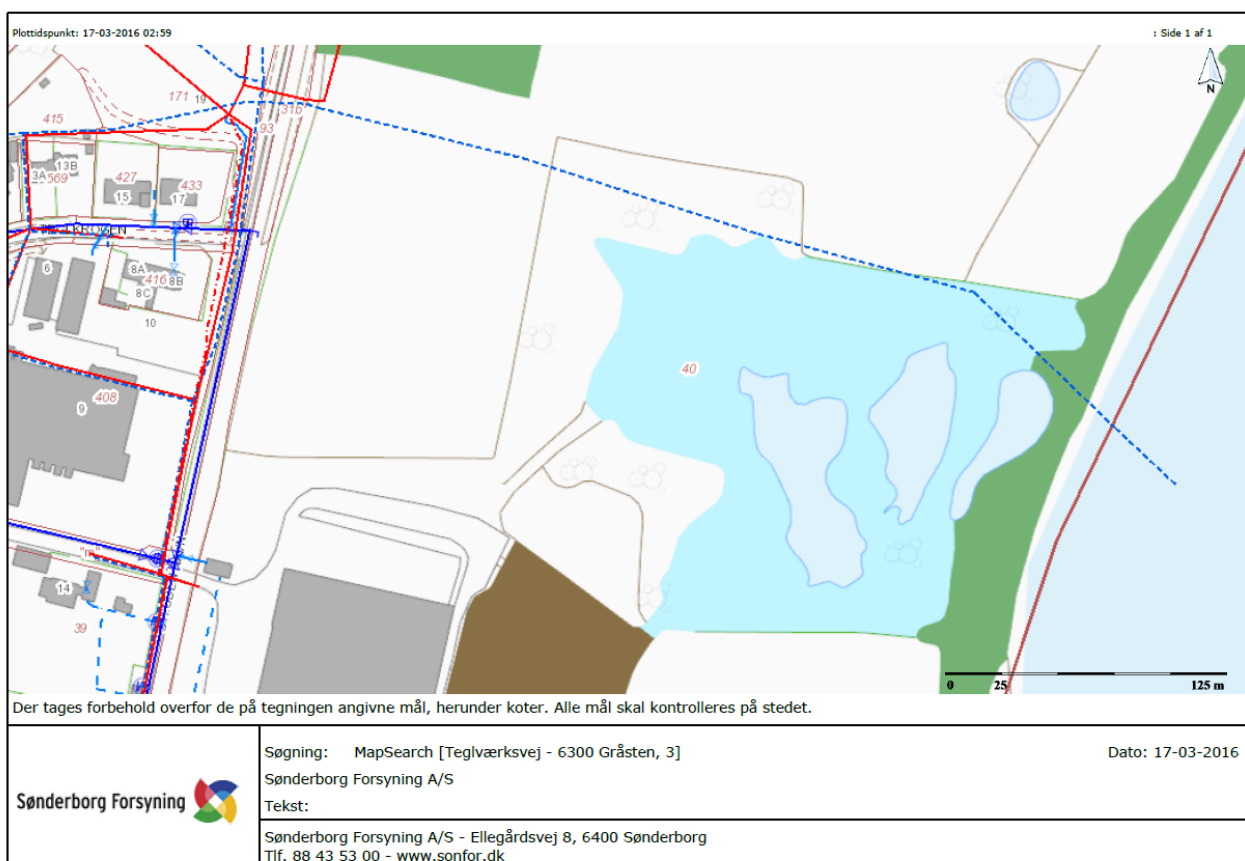 Plottidspunkt: 17-03-2016 02:59
: Side 1 af 1
N
171
19
415
316
93
13B
3A
569
427
15
433
17
6
8A
416
8B
8C
10
408
9
40
"m"
14
39
0 25 125 m
Der tages forbehold overfor de på tegningen angivne mål, herunder koter. Alle mål skal kontrolleres på stedet.
Søgning: MapSearch [Teglværksvej - 6300 Gråsten, 3]
Dato: 17-03-2016
Sønderborg Forsyning A/S
Sønderborg Forsyning
Tekst:
Sønderborg Forsyning A/S - Ellegårdsvej 8, 6400 Sønderborg
Tlf. 88 43 53 00 - www.sonfor.dk